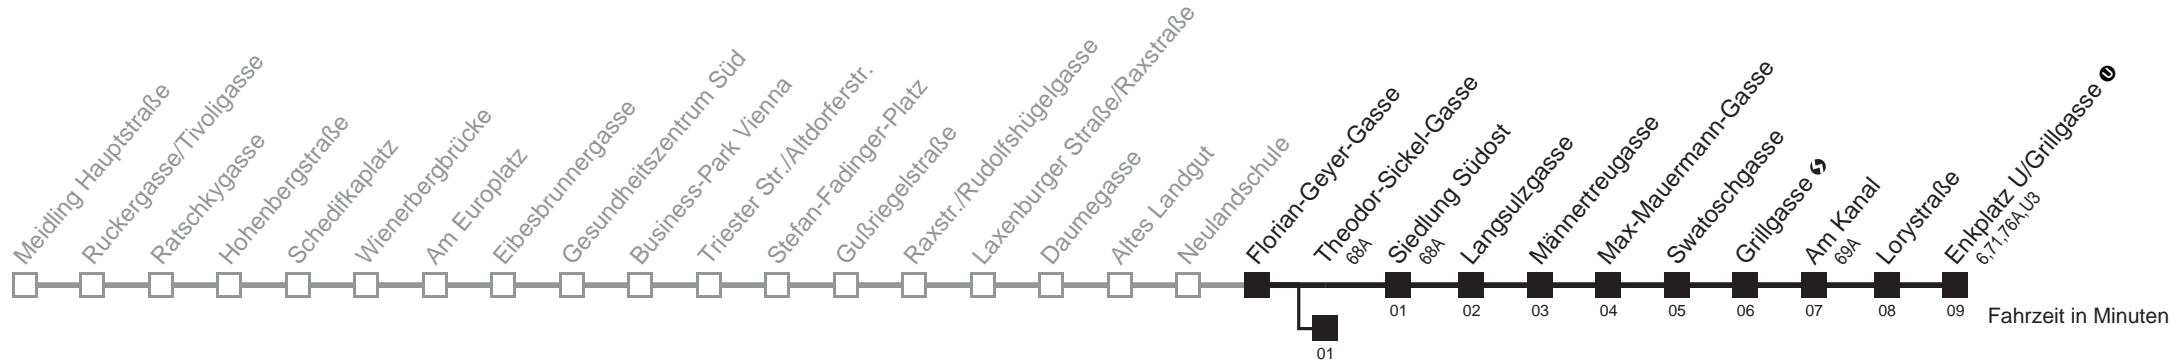 Meidling Hauptstraße
Ruckergasse/Tivoligasse
Ratschkygasse
Hohenbergstraße
Schedifkaplatz
Wienerbergbrücke
Am Europlatz
Eibesbrunnergasse
Gesundheitszentrum Süd
Business-Park Vienna
Triester Str./Altdorferstr.
Stefan-Fadinger-Platz
Gußriegelstraße
Raxstr./Rudolfshügelgasse
Laxenburger Straße/Raxstraße
Daumegasse
Altes Landgut
Neulandschule
Florian-Geyer-Gasse
Theodor-Sickel-Gasse
68A
Siedlung Südost
68A
Langsulzgasse
Männertreugasse
Max-Mauermann-Gasse
Swatoschgasse
Grillgasse
Am Kanal
69A
Lorystraße
Enkplatz U/Grillgasse U
6,71,76A,U3
01
02
03
04
05
06
07
08
09
Fahrzeit in Minuten
01